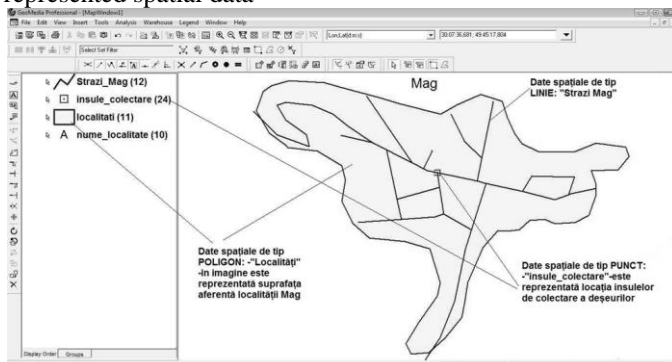 represented spatial data
GeoMedia Professional - [MapWindow1]
File Edit View Insert Tools Analysis Warehouse Legend Window Help
Lon,Lat(d:m:s) 30:07:36.681, 49:45:17,804
Select Set Filter
Strazi_Mag (12)
insule_colectare (24)
localitati (11)
A nume_localitate (10)
Mag
Date spațiale de tip
LINIE: "Strazi Mag"
Date spațiale de tip
POLIGON: -"Localități"
-in imagine este
reprezentată suprafața
aferentă localității Mag
Date spațiale de tip PUNCT:
-"insule_colectare"-este
reprezentată locația insulelor
de colectare a deșeurilor
Display Order Groups